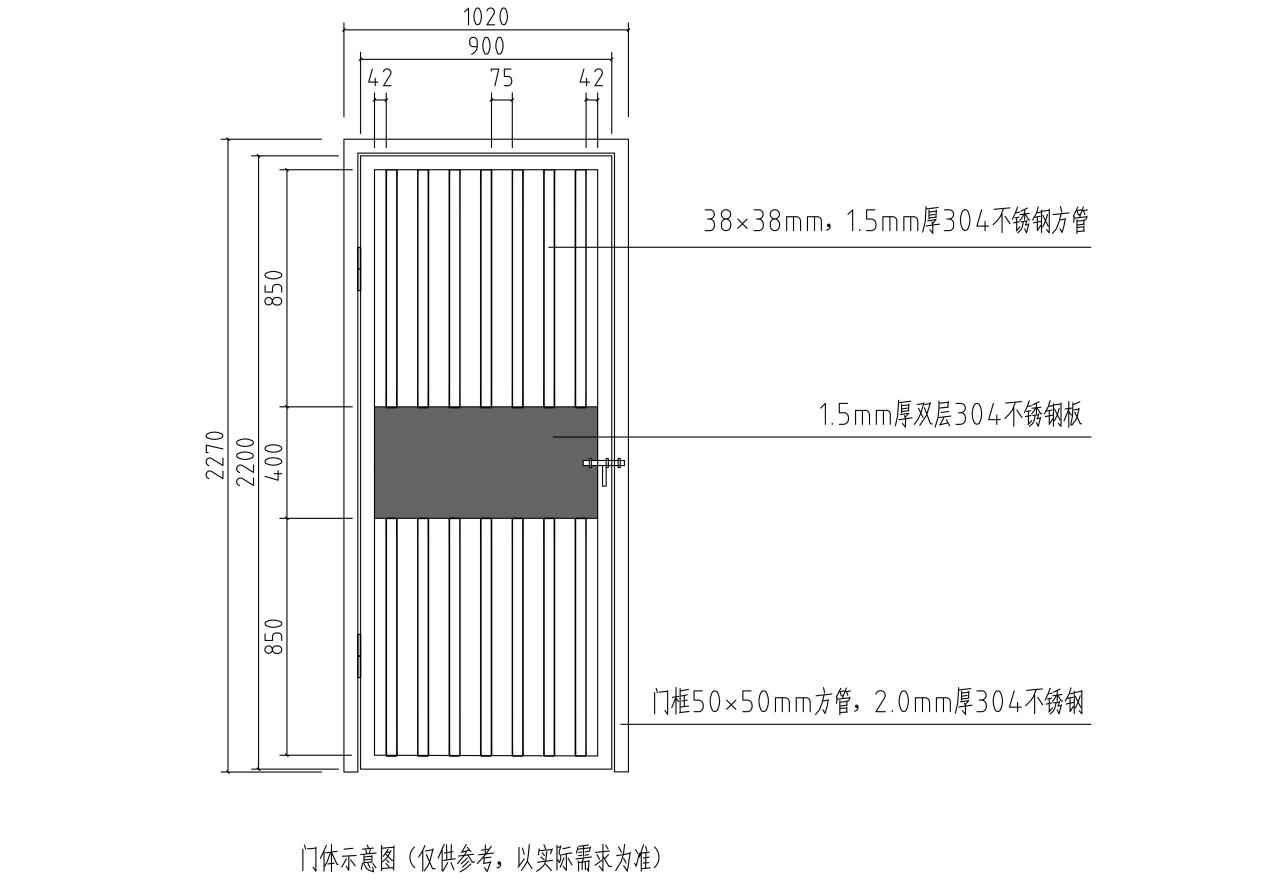 1020
900
42 75 42
38×38mm，1.5mm厚304不锈钢方管
850
1.5mm厚双层304不锈钢板
2270
2200
400
850
门框50×50mm方管，2.0mm厚304不锈钢
门体示意图（仅供参考，以实际需求为准）